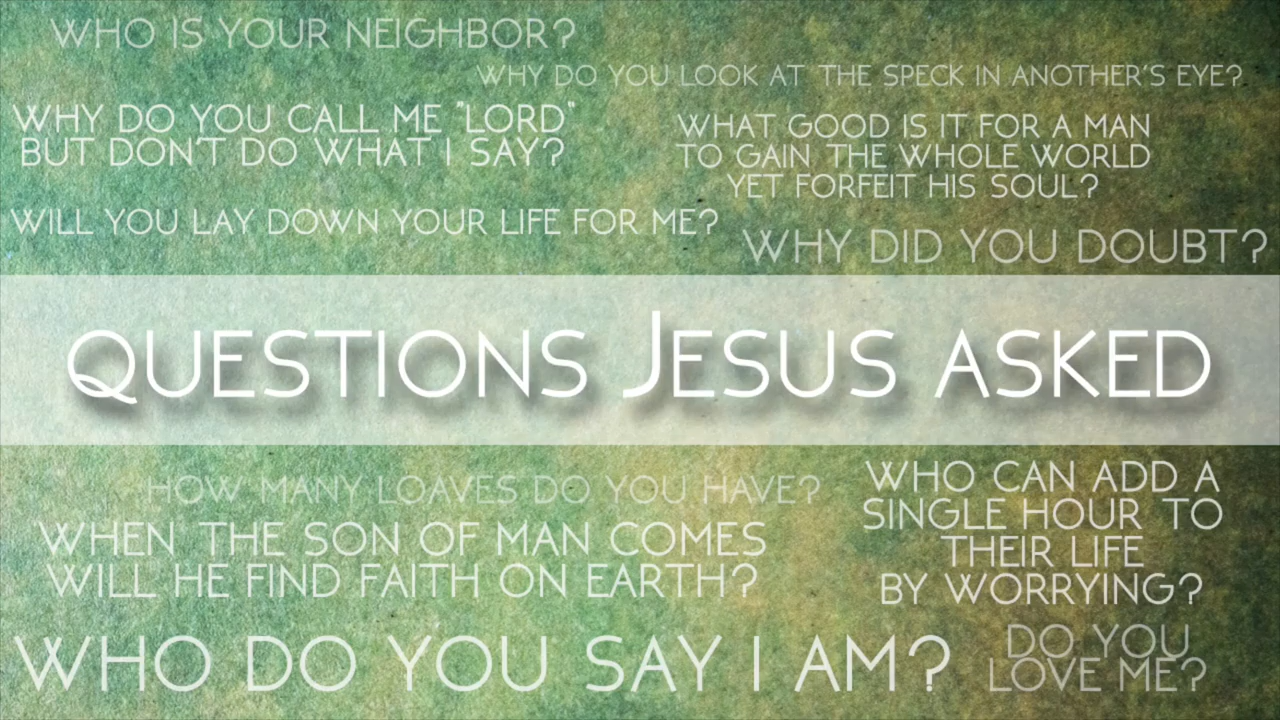 WHO IS YOUR NEIGHBOR?
WHY DO YOU LOOK AT THE SPECK IN ANOTHER'S EYE?
WHY DO YOU CALL ME "LORD"
BUT DON'T DO WHAT I SAY?
WHAT GOOD IS IT FOR A MAN
TO GAIN THE WHOLE WORLD
YET FORFEIT HIS SOUL?
WILL YOU LAY DOWN YOUR LIFE FOR ME?
WHY DID YOU DOUBT?
QUESTIONS JESUS ASKED
HOW MANY LOAVES DO YOU HAVE?
WHEN THE SON OF MAN COMES
WILL HE FIND FAITH ON EARTH?
WHO CAN ADD A
SINGLE HOUR TO
THEIR LIFE
BY WORRYING?
WHO DO YOU SAY I AM?
DO YOU
LOVE ME?